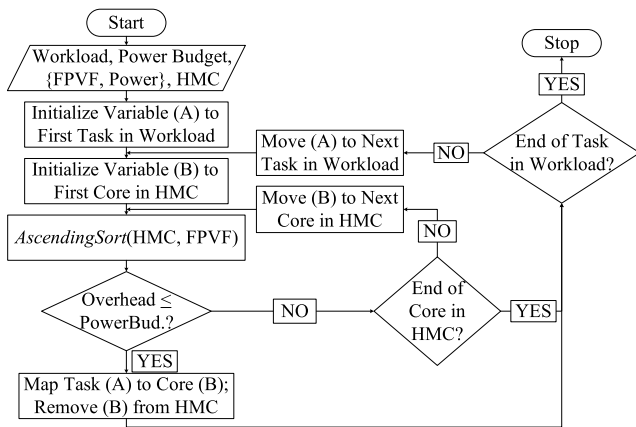 Start
Workload, Power Budget,
{FPVF, Power}, HMC
Initialize Variable (A) to
First Task in Workload
Initialize Variable (B) to
First Core in HMC
AscendingSort(HMC, FPVF)
Overhead ≤
PowerBud.?
YES
Map Task (A) to Core (B);
Remove (B) from HMC
NO
End of
Core in
HMC?
NO
Move (B) to Next
Core in HMC
YES
End of Task
in Workload?
NO
Move (A) to Next
Task in Workload
YES
Stop